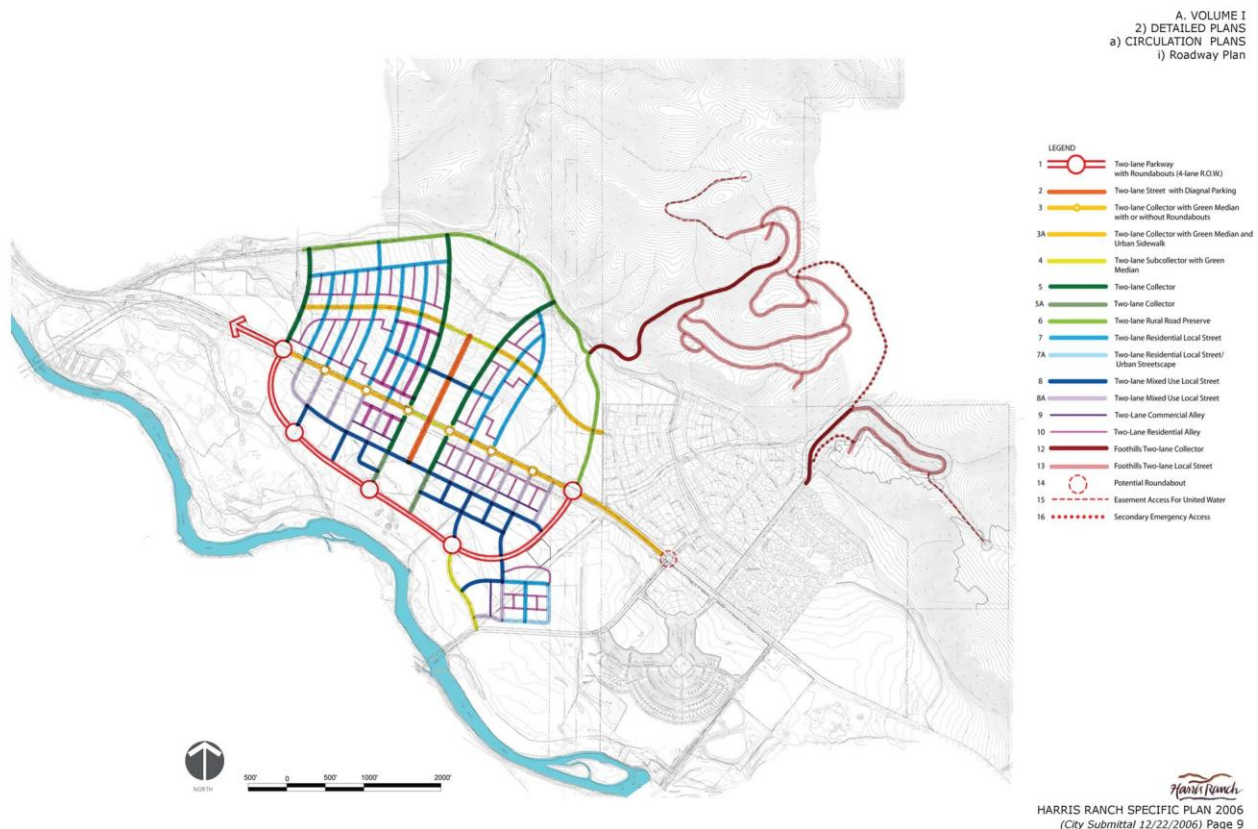 A. VOLUME I
2) DETAILED PLANS
a) CIRCULATION PLANS
i) Roadway Plan
LEGEND
1 Two-lane Parkway
with Roundabouts (4-lane R.O.W.)
2 Two-lane Street with Diagnal Parking
3 Two-lane Collector with Green Median
with or without Roundabouts
3A Two-lane Collector with Green Median and
Urban Sidewalk
4 Two-lane Subcollector with Green
Median
5 Two-lane Collector
5A Two-lane Collector
6 Two-lane Rural Road Preserve
7 Two-lane Residential Local Street
7A Two-lane Residential Local Street/
Urban Streetscape
8 Two-lane Mixed Use Local Street
8A Two-lane Mixed Use Local Street
9 Two-Lane Commercial Alley
10 Two-Lane Residential Alley
12 Foothills Two-lane Collector
13 Foothills Two-lane Local Street
14 Potential Roundabout
15 Easement Access For United Water
16 Secondary Emergency Access
NORTH
500' 0 500' 1000' 2000'
Harris Ranch
HARRIS RANCH SPECIFIC PLAN 2006
(City Submittal 12/22/2006) Page 9